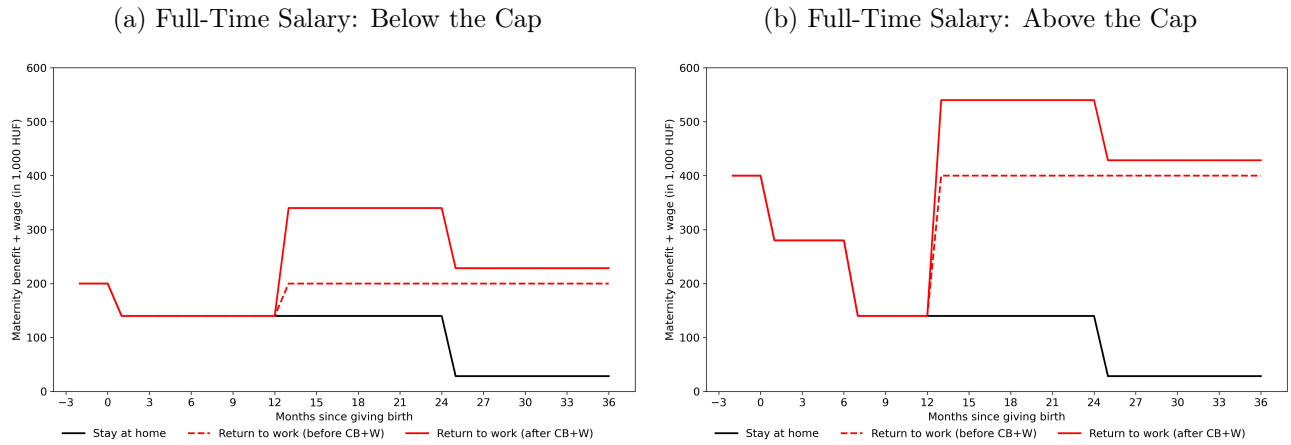 (a) Full-Time Salary: Below the Cap
Maternity benefit + wage (in 1,000 HUF)
600
500
400
300
200
100
0
−3 0 3 6 9 12 15 18 21 24 27 30 33 36
Months since giving birth
Stay at home Return to work (before CB+W) Return to work (after CB+W)
(b) Full-Time Salary: Above the Cap
Maternity benefit + wage (in 1,000 HUF)
600
500
400
300
200
100
0
−3 0 3 6 9 12 15 18 21 24 27 30 33 36
Months since giving birth
Stay at home Return to work (before CB+W) Return to work (after CB+W)